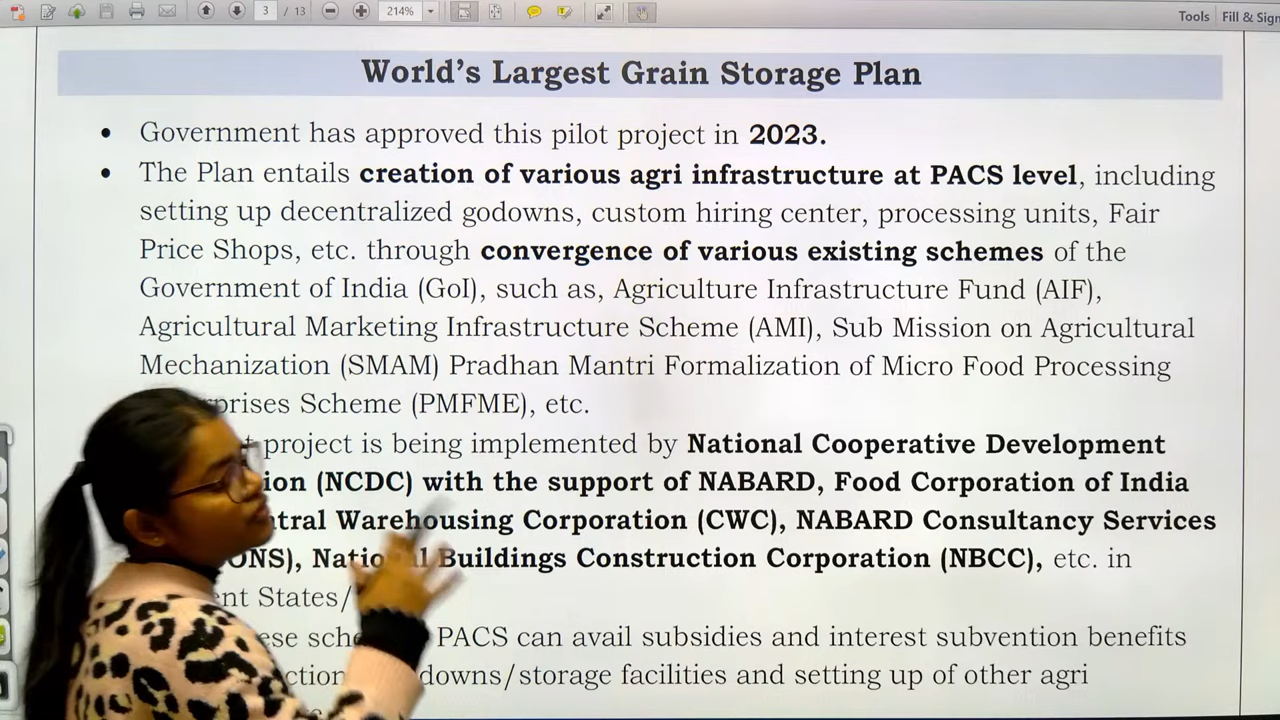 3 / 13 214% Tools Fill & Sign
World's Largest Grain Storage Plan
• Government has approved this pilot project in 2023.
• The Plan entails creation of various agri infrastructure at PACS level, including
setting up decentralized godowns, custom hiring center, processing units, Fair
Price Shops, etc. through convergence of various existing schemes of the
Government of India (GoI), such as, Agriculture Infrastructure Fund (AIF),
Agricultural Marketing Infrastructure Scheme (AMI), Sub Mission on Agricultural
Mechanization (SMAM) Pradhan Mantri Formalization of Micro Food Processing
prises Scheme (PMFME), etc.
t project is being implemented by National Cooperative Development
ion (NCDC) with the support of NABARD, Food Corporation of India
tral Warehousing Corporation (CWC), NABARD Consultancy Services
ONS), National Buildings Construction Corporation (NBCC), etc. in
nt States/
ese sche PACS can avail subsidies and interest subvention benefits
ction downs/storage facilities and setting up of other agri